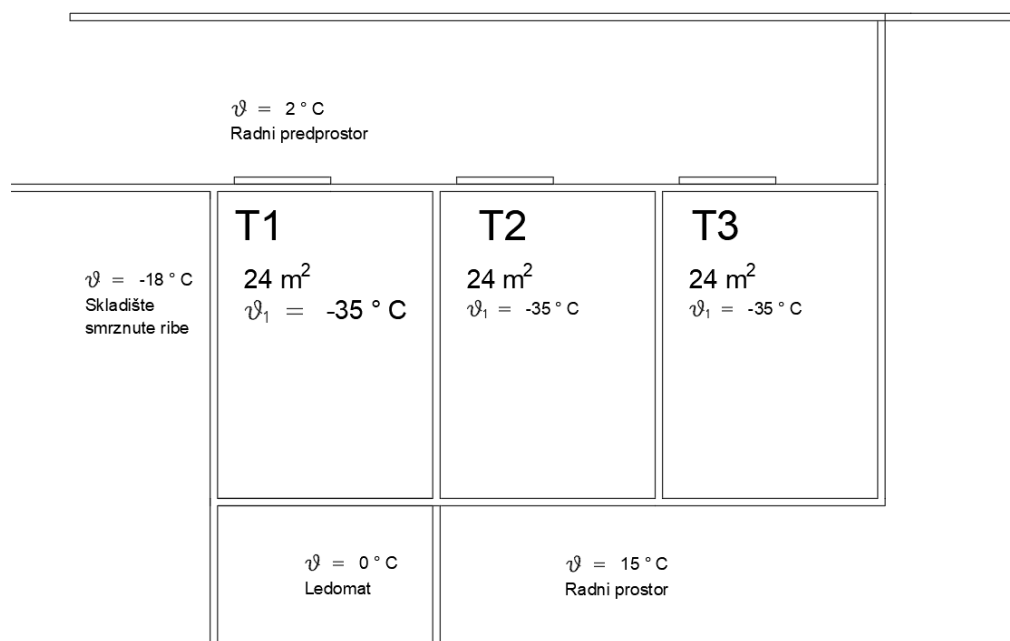 ϑ = 2 ° C
Radni predprostor
T1
24 m²
ϑ₁ = -35 ° C
T2
24 m²
ϑ₁ = -35 ° C
T3
24 m²
ϑ₁ = -35 ° C
ϑ = -18 ° C
Skladište
smrznute ribe
ϑ = 0 ° C
Ledomat
ϑ = 15 ° C
Radni prostor